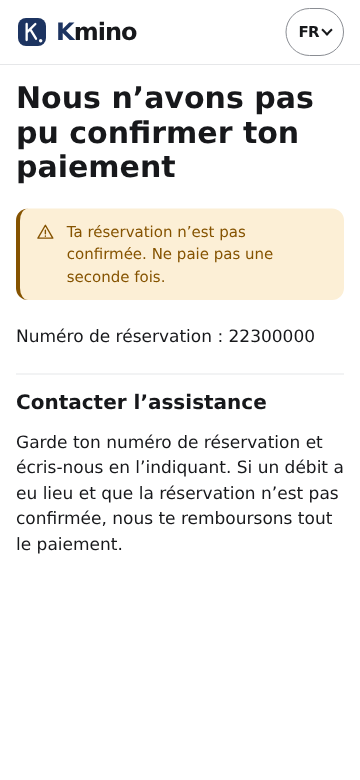 Kmino
FR
Nous n’avons pas
pu confirmer ton
paiement
Ta réservation n’est pas
confirmée. Ne paie pas une
seconde fois.
Numéro de réservation : 22300000
Contacter l’assistance
Garde ton numéro de réservation et
écris-nous en l’indiquant. Si un débit a
eu lieu et que la réservation n’est pas
confirmée, nous te remboursons tout
le paiement.